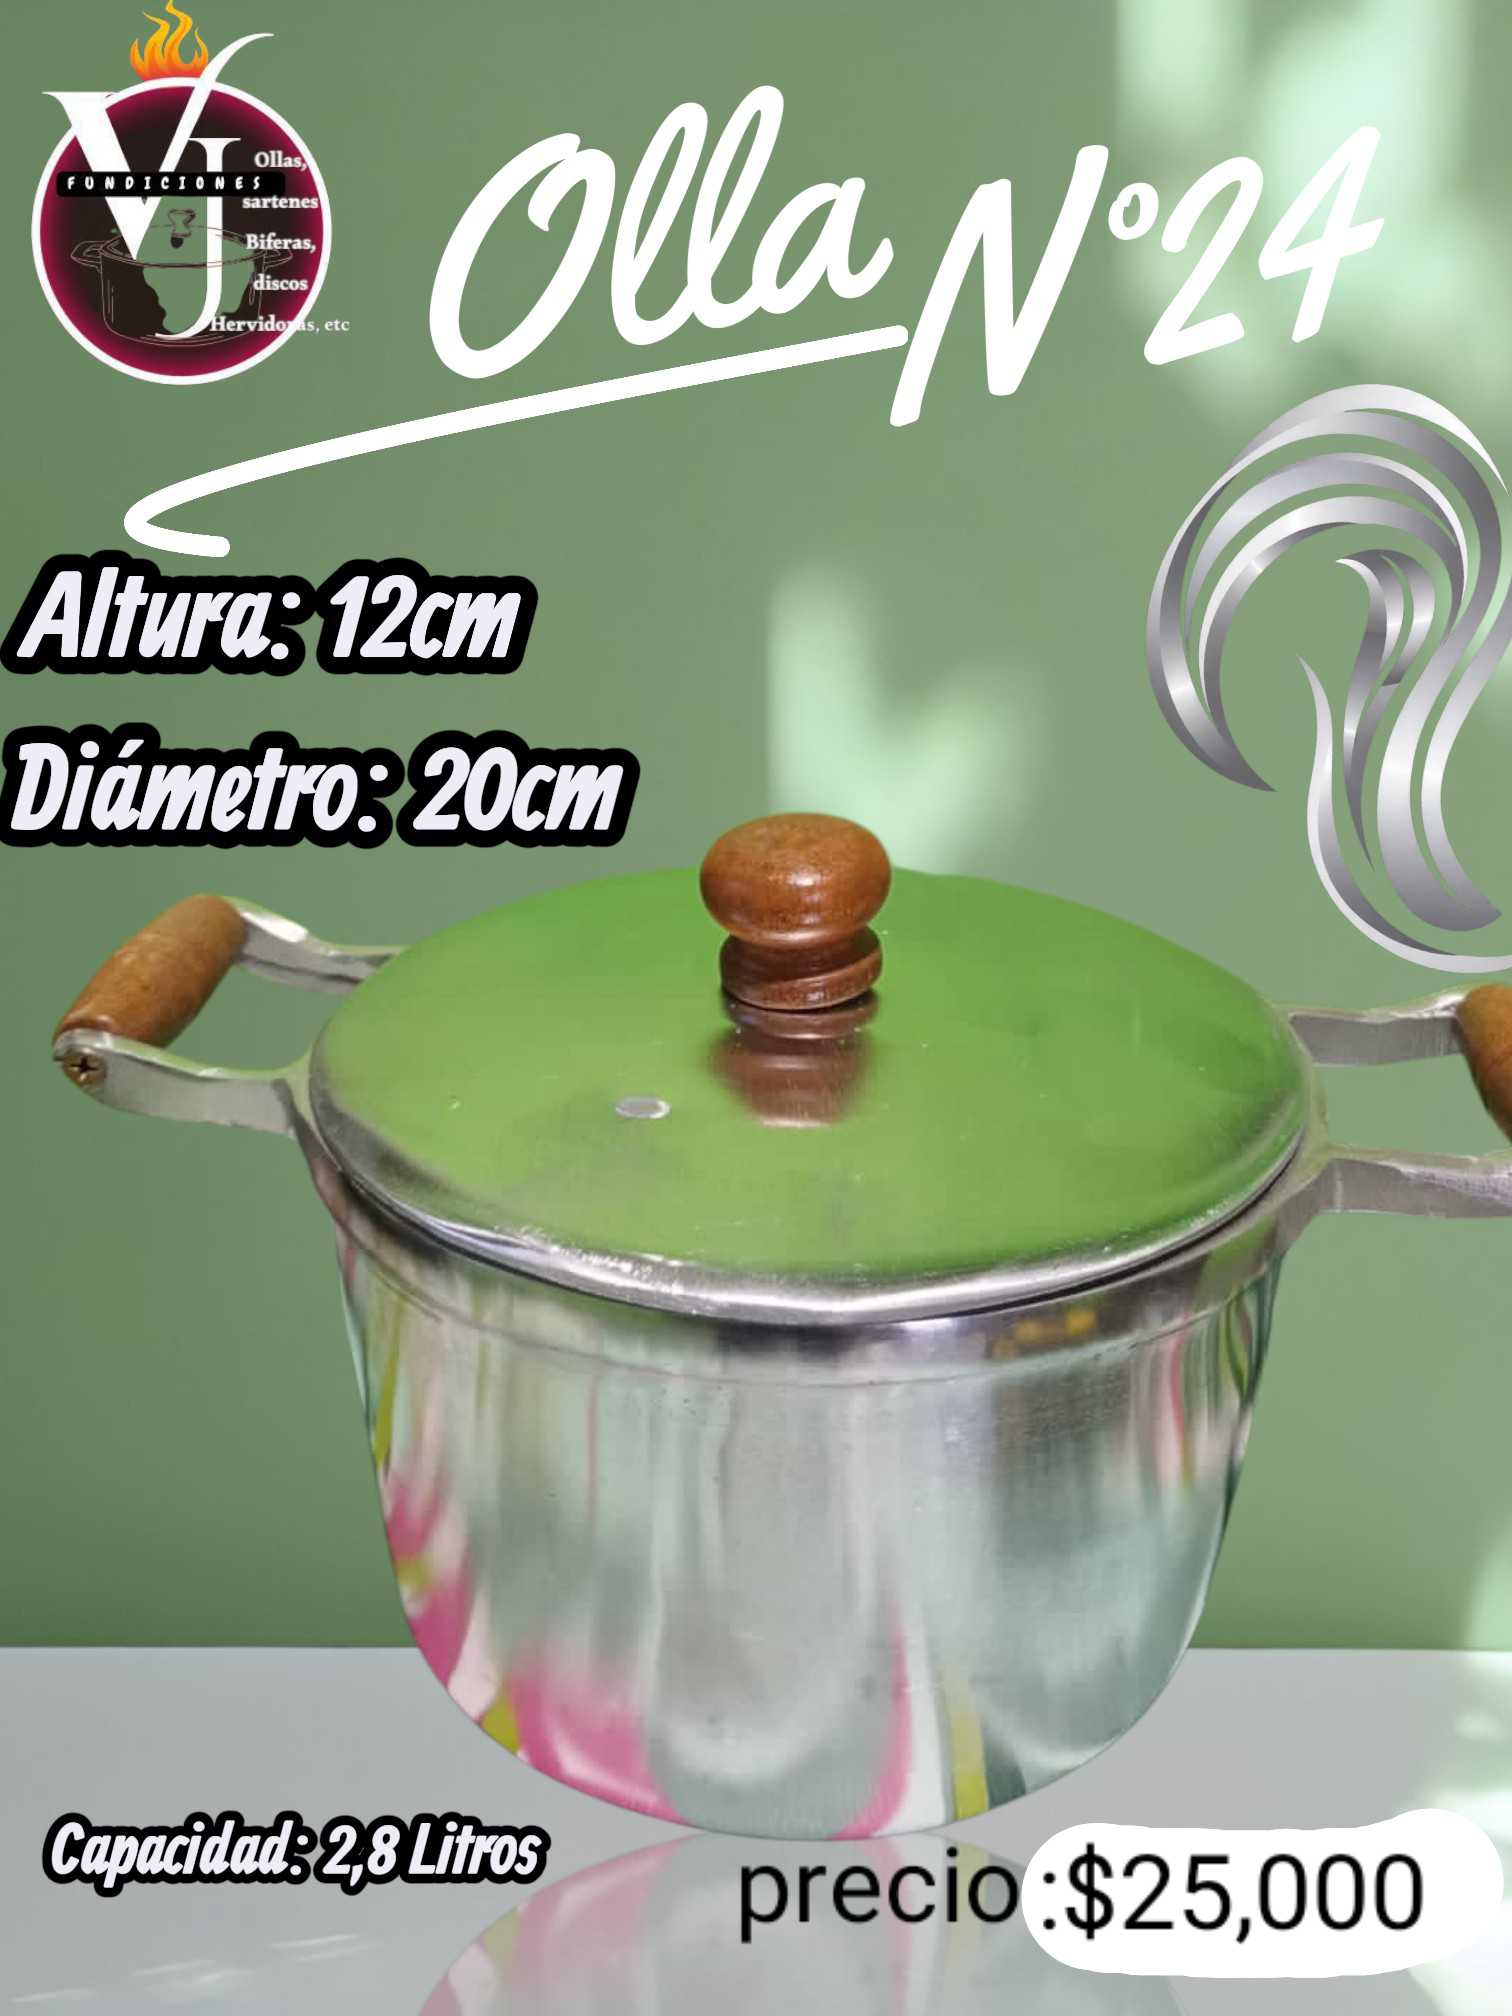 VJ
FUNDICIONES
Ollas,
sartenes
Biferas,
discos
Hervidoras, etc
Olla N°24
Altura: 12cm
Diámetro: 20cm
Capacidad: 2,8 Litros
precio:$25,000